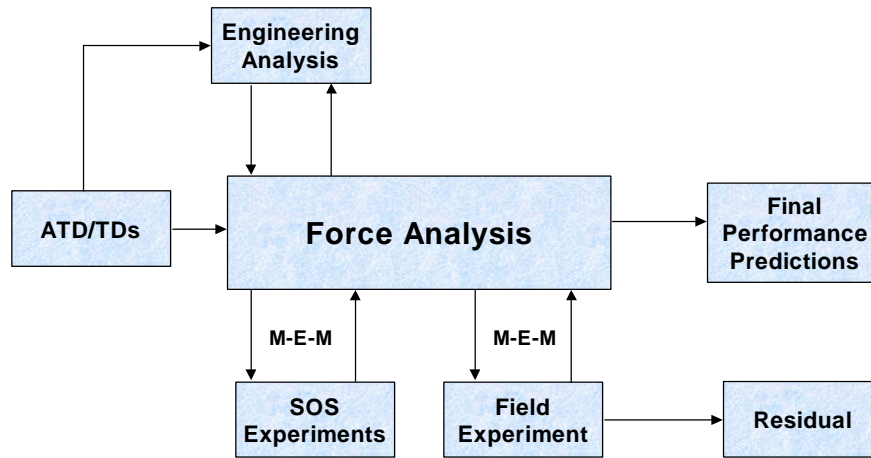 Engineering
Analysis
ATD/TDs
Force Analysis
Final
Performance
Predictions
M-E-M
M-E-M
SOS
Experiments
Field
Experiment
Residual